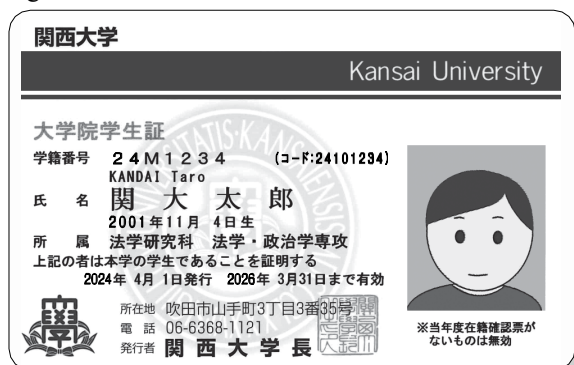 関西大学
Kansai University
大学院学生証
学籍番号 24M1234 (コード:24101234)
KANDAI Taro
氏 名 関 大 太 郎
2001年11月 4日生
所 属 法学研究科 法学・政治学専攻
上記の者は本学の学生であることを証明する
2024年 4月 1日発行 2026年 3月31日まで有効
所在地 吹田市山手町3丁目3番35号
電 話 06-6368-1121
発行者 関 西 大 学 長
※当年度在籍確認票が
ないものは無効